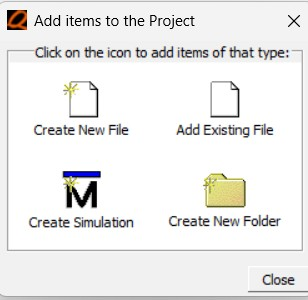 Add items to the Project
Click on the icon to add items of that type:
Create New File
Add Existing File
M
Create Simulation
Create New Folder
Close